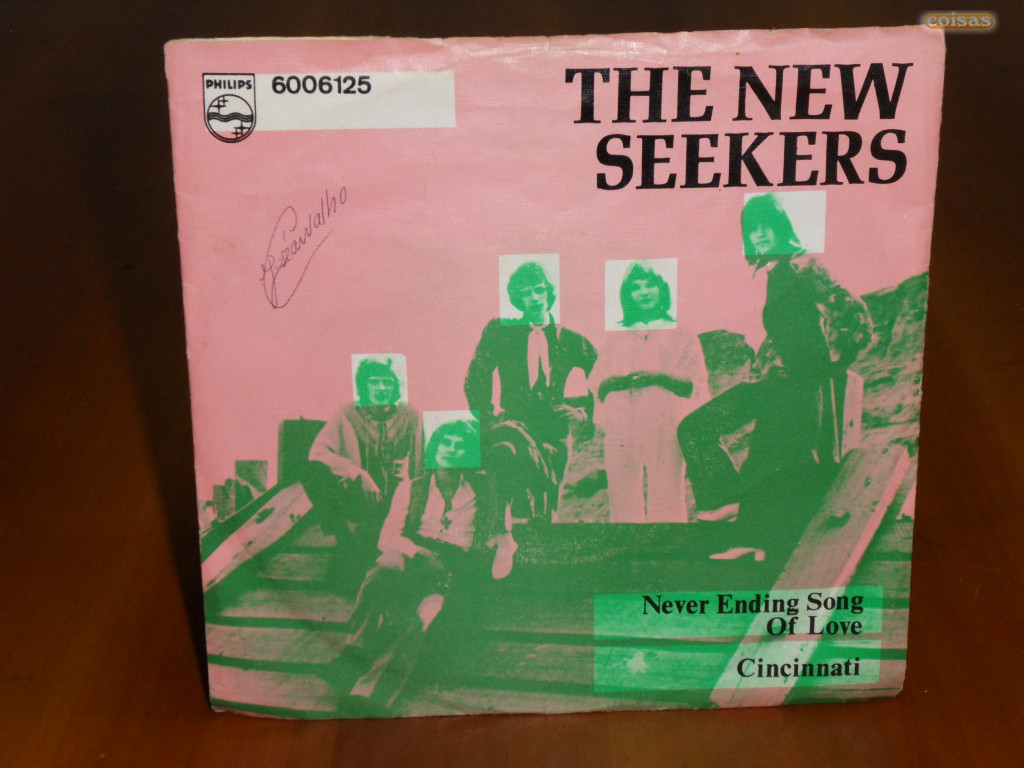 coisas
PHILIPS
6006125
THE NEW
SEEKERS
Never Ending Song
Of Love
Cincinnati